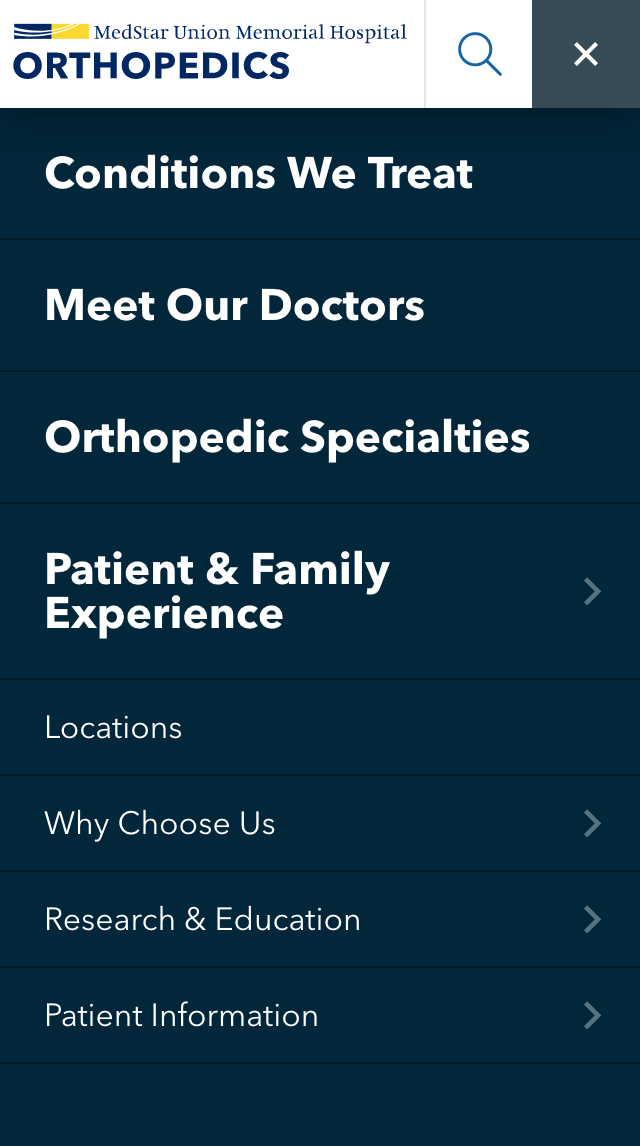 MedStar Union Memorial Hospital
ORTHOPEDICS
Conditions We Treat
Meet Our Doctors
Orthopedic Specialties
Patient & Family
Experience
Locations
Why Choose Us
Research & Education
Patient Information